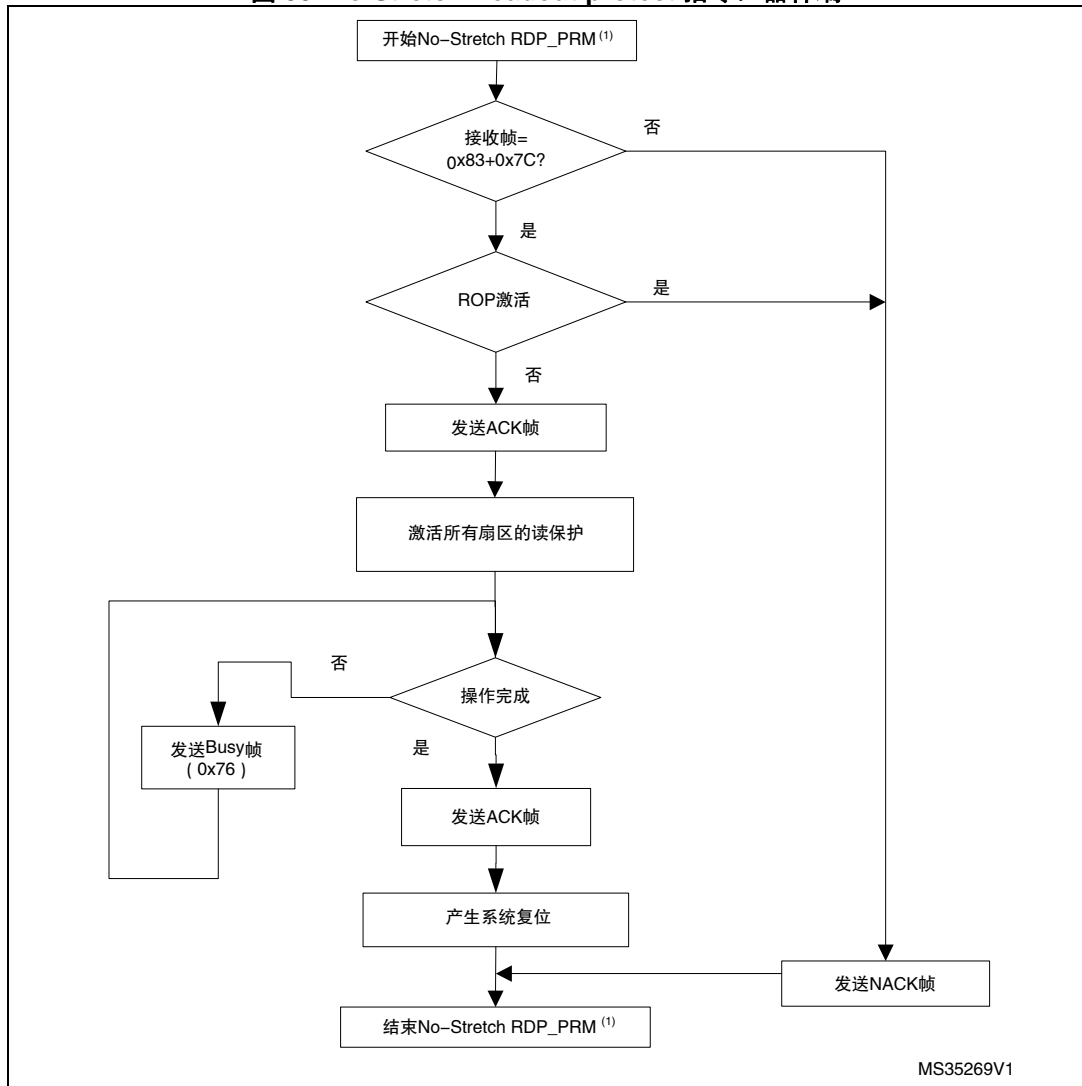 开始No-Stretch RDP_PRM (1)
接收帧=
0x83+0x7C?
否
是
ROP激活
是
否
发送ACK帧
激活所有扇区的读保护
操作完成
否
发送Busy帧
( 0x76 )
是
发送ACK帧
产生系统复位
发送NACK帧
结束No-Stretch RDP_PRM (1)
MS35269V1